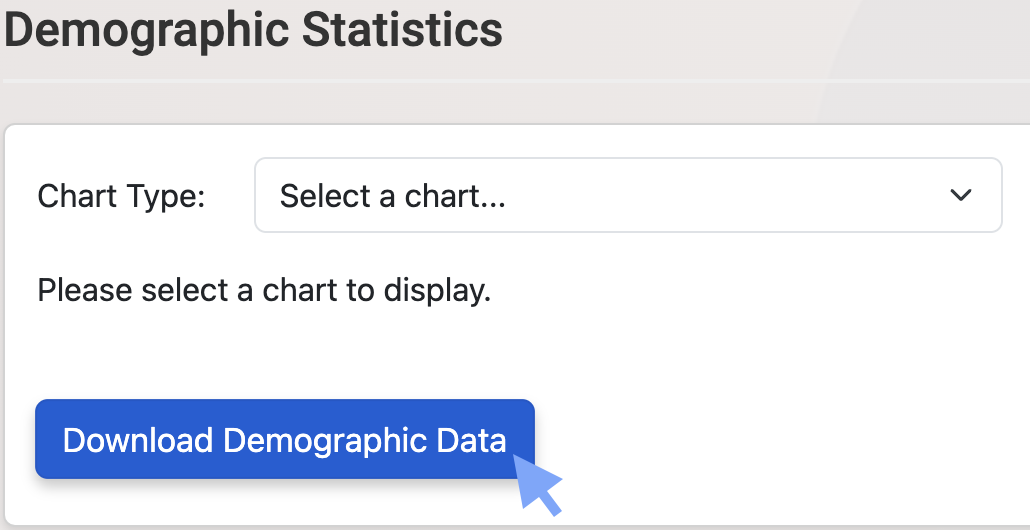 Demographic Statistics
Chart Type:
Select a chart...
Please select a chart to display.
Download Demographic Data